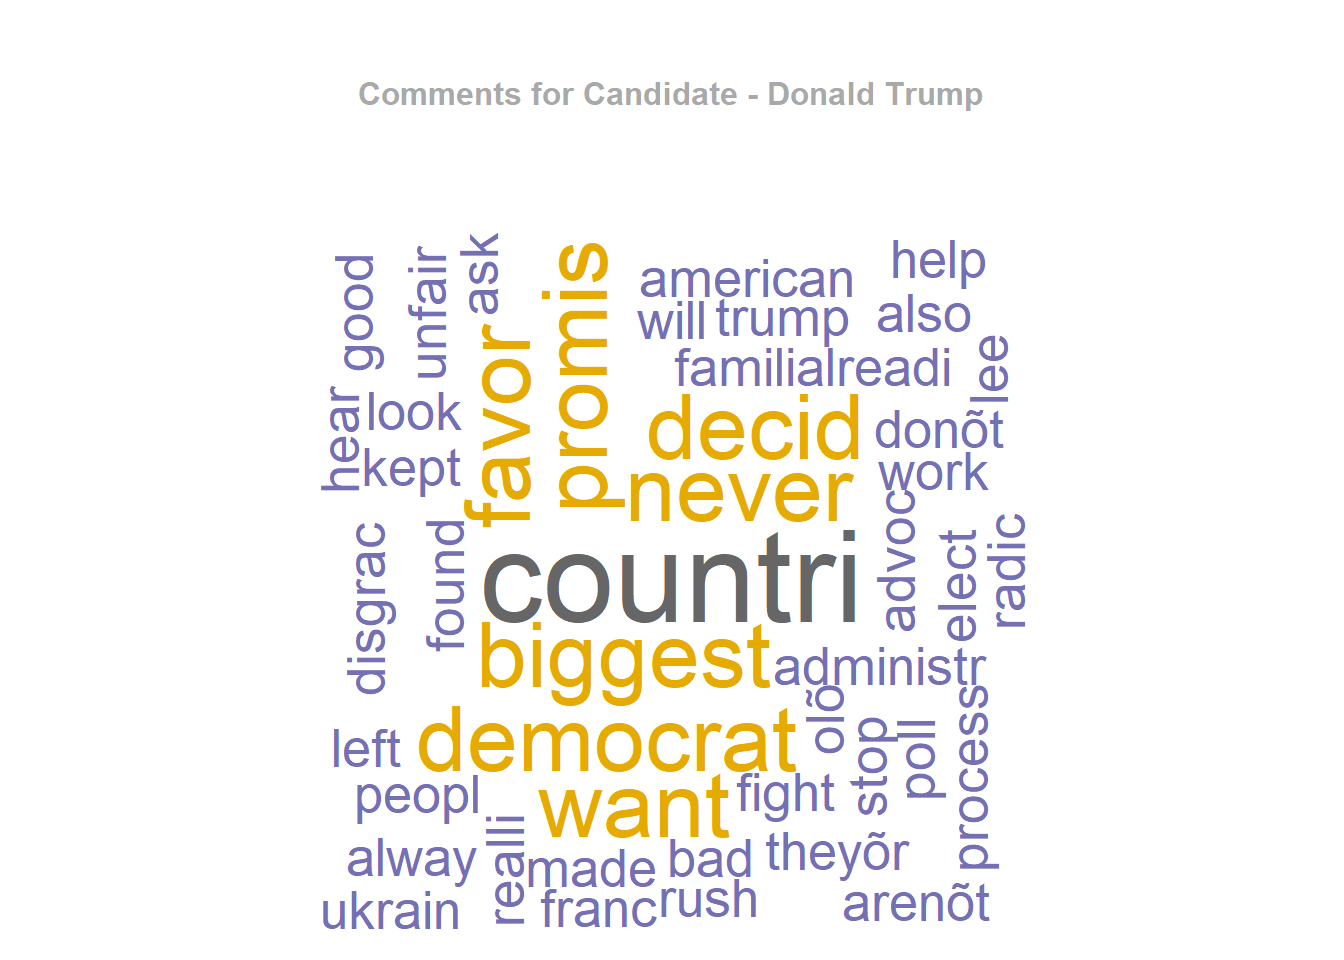 Comments for Candidate - Donald Trump
good
unfair
ask
promis
american
help
will
trump
also
favor
familialreadi
lee
hear
look
decid
donõt
kept
never
work
disgrac
found
countri
advoc
elect
radic
biggest
administr
left
democrat
olõ
stop
poll
process
peopl
want
fight
alway
realli
made
bad
theyõr
ukrain
franc
rush
arenõt